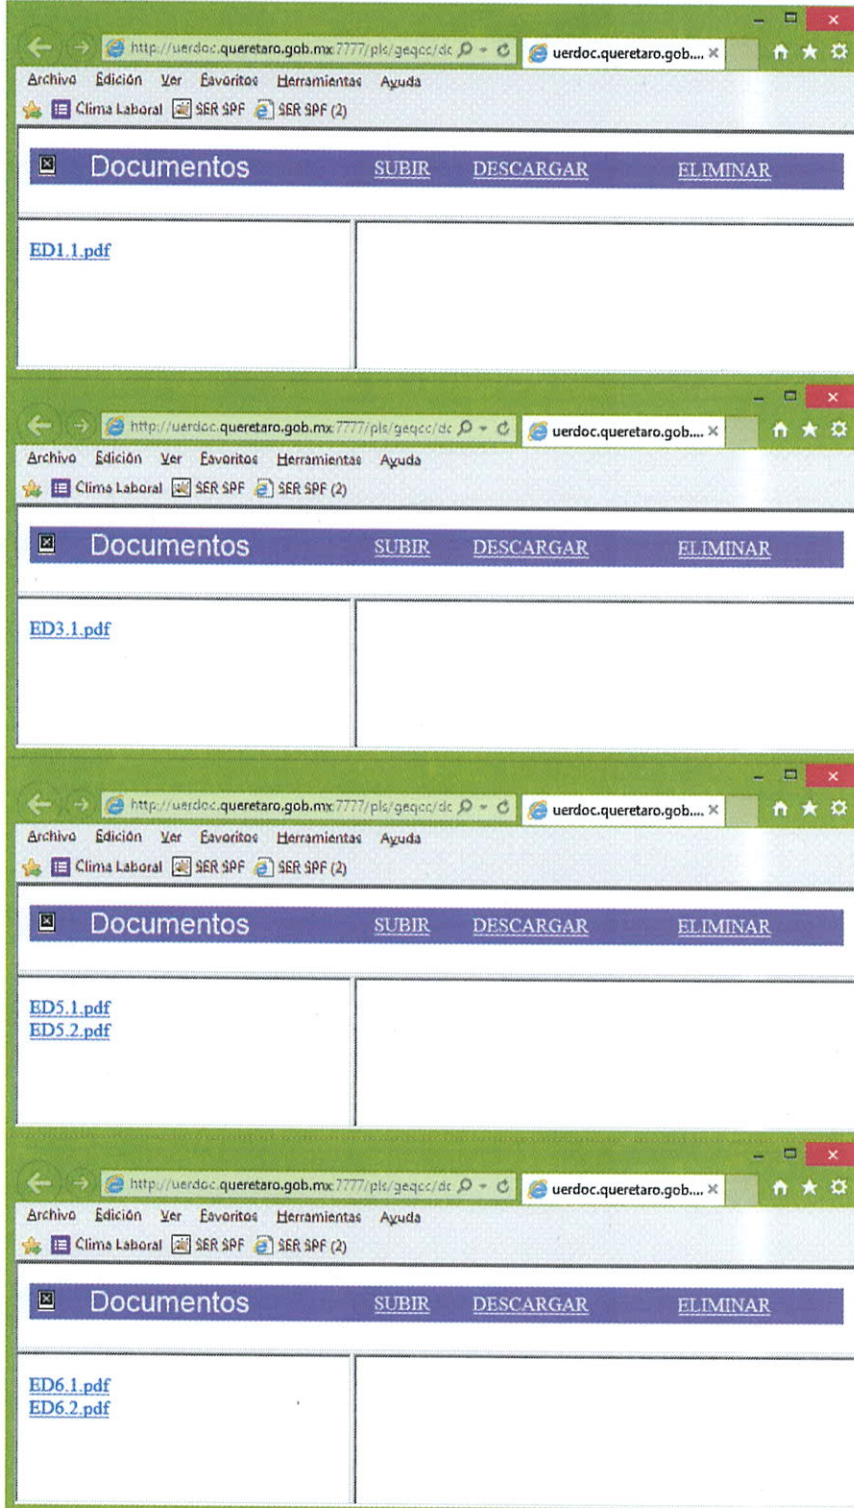 http://uerdoc.queretaro.gob.mx:7777/pls/geqcc/dc uerdoc.queretaro.gob....
Archivo Edición Ver Favoritos Herramientas Ayuda
Clima Laboral SER SPF SER SPF (2)
Documentos SUBIR DESCARGAR ELIMINAR
ED1.1.pdf
http://uerdoc.queretaro.gob.mx:7777/pls/geqcc/dc uerdoc.queretaro.gob....
Archivo Edición Ver Favoritos Herramientas Ayuda
Clima Laboral SER SPF SER SPF (2)
Documentos SUBIR DESCARGAR ELIMINAR
ED3.1.pdf
http://uerdoc.queretaro.gob.mx:7777/pls/geqcc/dc uerdoc.queretaro.gob....
Archivo Edición Ver Favoritos Herramientas Ayuda
Clima Laboral SER SPF SER SPF (2)
Documentos SUBIR DESCARGAR ELIMINAR
ED5.1.pdf
ED5.2.pdf
http://uerdoc.queretaro.gob.mx:7777/pls/geqcc/dc uerdoc.queretaro.gob....
Archivo Edición Ver Favoritos Herramientas Ayuda
Clima Laboral SER SPF SER SPF (2)
Documentos SUBIR DESCARGAR ELIMINAR
ED6.1.pdf
ED6.2.pdf